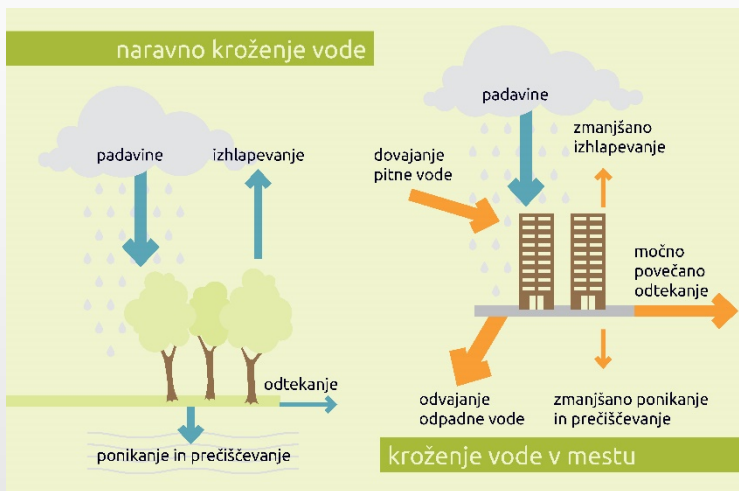 naravno kroženje vode
padavine
izhlapevanje
odtekanje
ponikanje in prečiščevanje
padavine
zmanjšano
izhlapevanje
dovajanje
pitne vode
močno
povečano
odtekanje
odvajanje
odpadne vode
zmanjšano ponikanje
in prečiščevanje
kroženje vode v mestu